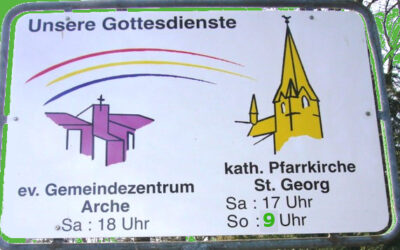 Unsere Gottesdienste
ev. Gemeindezentrum
Arche
Sa : 18 Uhr
kath. Pfarrkirche
St. Georg
Sa : 17 Uhr
So : 9 Uhr